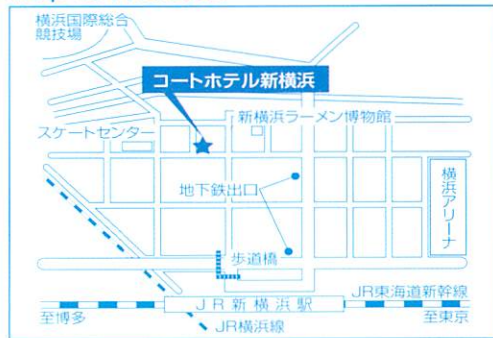 横浜国際総合
競技場
コートホテル新横浜
新横浜ラーメン博物館
スケートセンター
地下鉄出口
横浜アリーナ
歩道橋
JR東海道新幹線
JR新横浜駅
至博多
至東京
JR横浜線